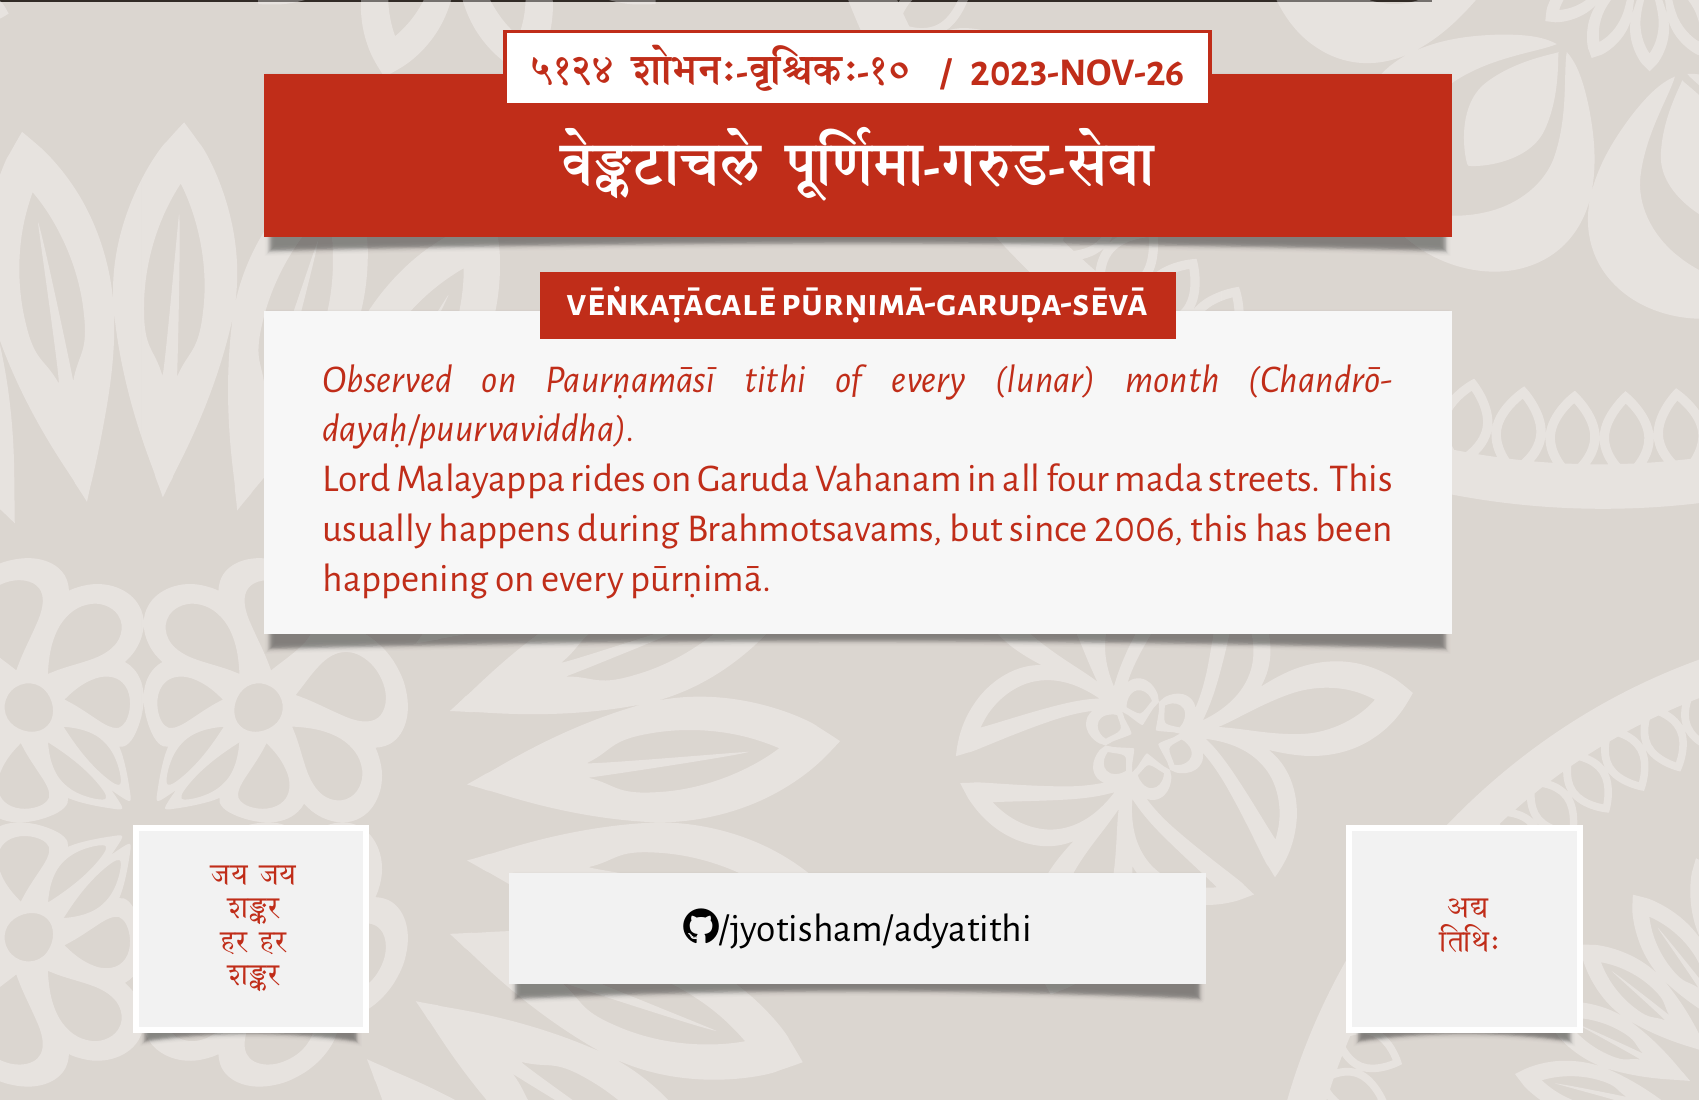 ५१२४ शोभनः-वृश्चिकः-१० / 2023-NOV-26
वेङ्कटाचले पूर्णिमा-गरुड-सेवा
VĒṄKAṬĀCALĒ PŪRṆIMĀ-GARUḌA-SĒVĀ
Observed on Paurṇamāsī tithi of every (lunar) month (Chandrō-
dayaḥ/puurvaviddha).
Lord Malayappa rides on Garuda Vahanam in all four mada streets. This
usually happens during Brahmotsavams, but since 2006, this has been
happening on every pūrṇimā.
जय जय
शङ्कर
हर हर
शङ्कर
/jyotisham/adyatithi
अद्य
तिथिः